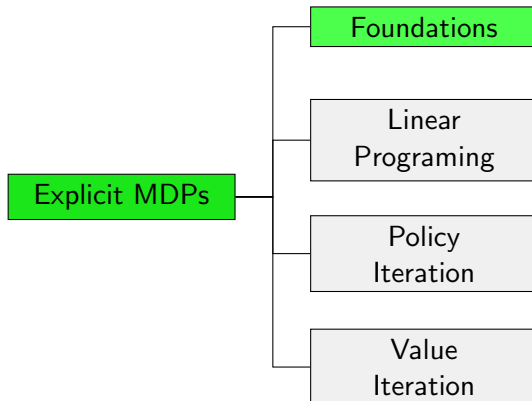 Foundations
Linear
Programing
Explicit MDPs
Policy
Iteration
Value
Iteration